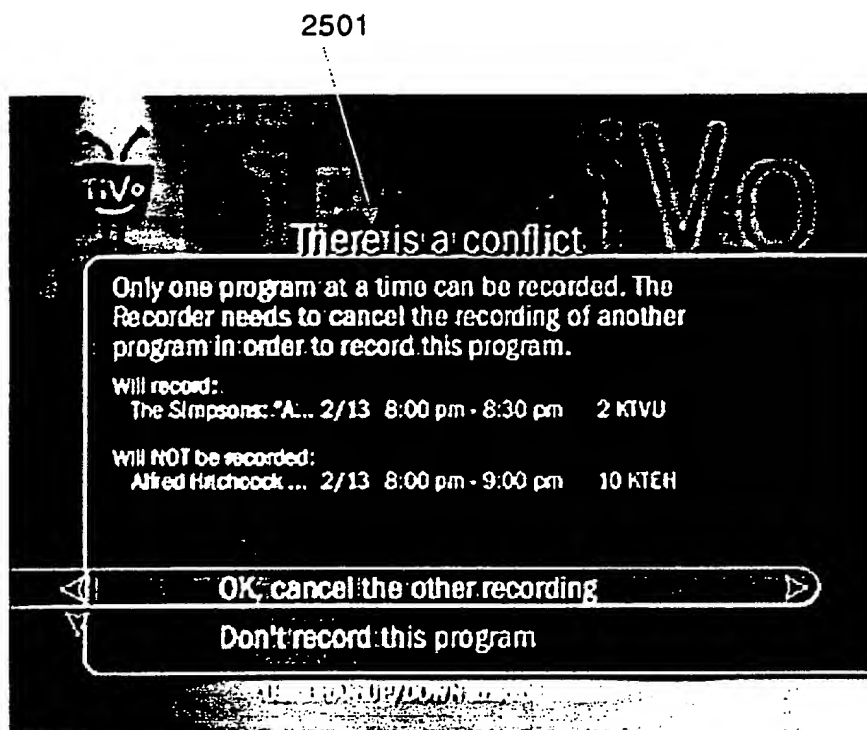 2501
TiVo
TiVo
There is a conflict
Only one program at a time can be recorded. The
Recorder needs to cancel the recording of another
program in order to record this program.
Will record:
The Simpsons: "A... 2/13 8:00 pm - 8:30 pm 2 KTVU
Will NOT be recorded:
Alfred Hitchcock ... 2/13 8:00 pm - 9:00 pm 10 KTEH
OK, cancel the other recording
Don't record this program
UP/DOWN